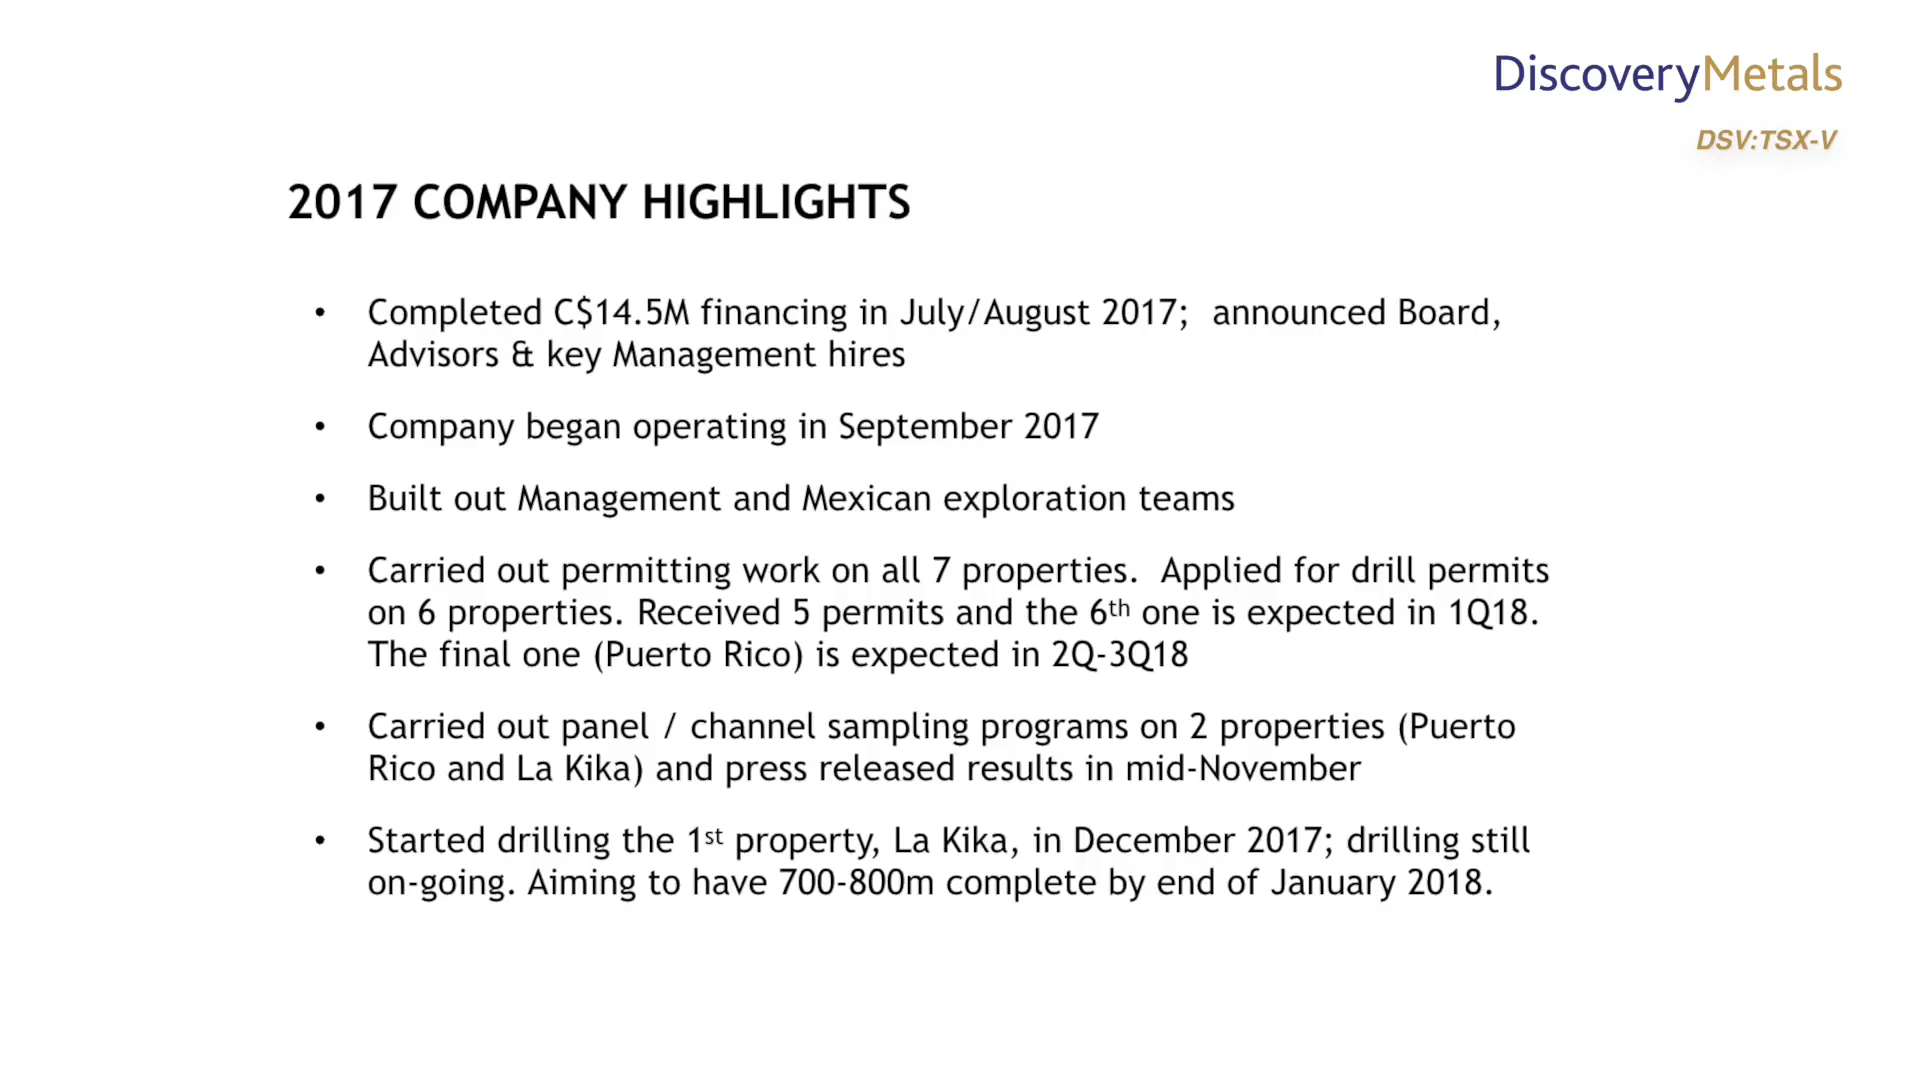 DiscoveryMetals
DSV:TSX-V
2017 COMPANY HIGHLIGHTS
• Completed C$14.5M financing in July/August 2017;  announced Board,
Advisors & key Management hires
• Company began operating in September 2017
• Built out Management and Mexican exploration teams
• Carried out permitting work on all 7 properties.  Applied for drill permits
on 6 properties. Received 5 permits and the 6th one is expected in 1Q18.
The final one (Puerto Rico) is expected in 2Q-3Q18
• Carried out panel / channel sampling programs on 2 properties (Puerto
Rico and La Kika) and press released results in mid-November
• Started drilling the 1st property, La Kika, in December 2017; drilling still
on-going. Aiming to have 700-800m complete by end of January 2018.